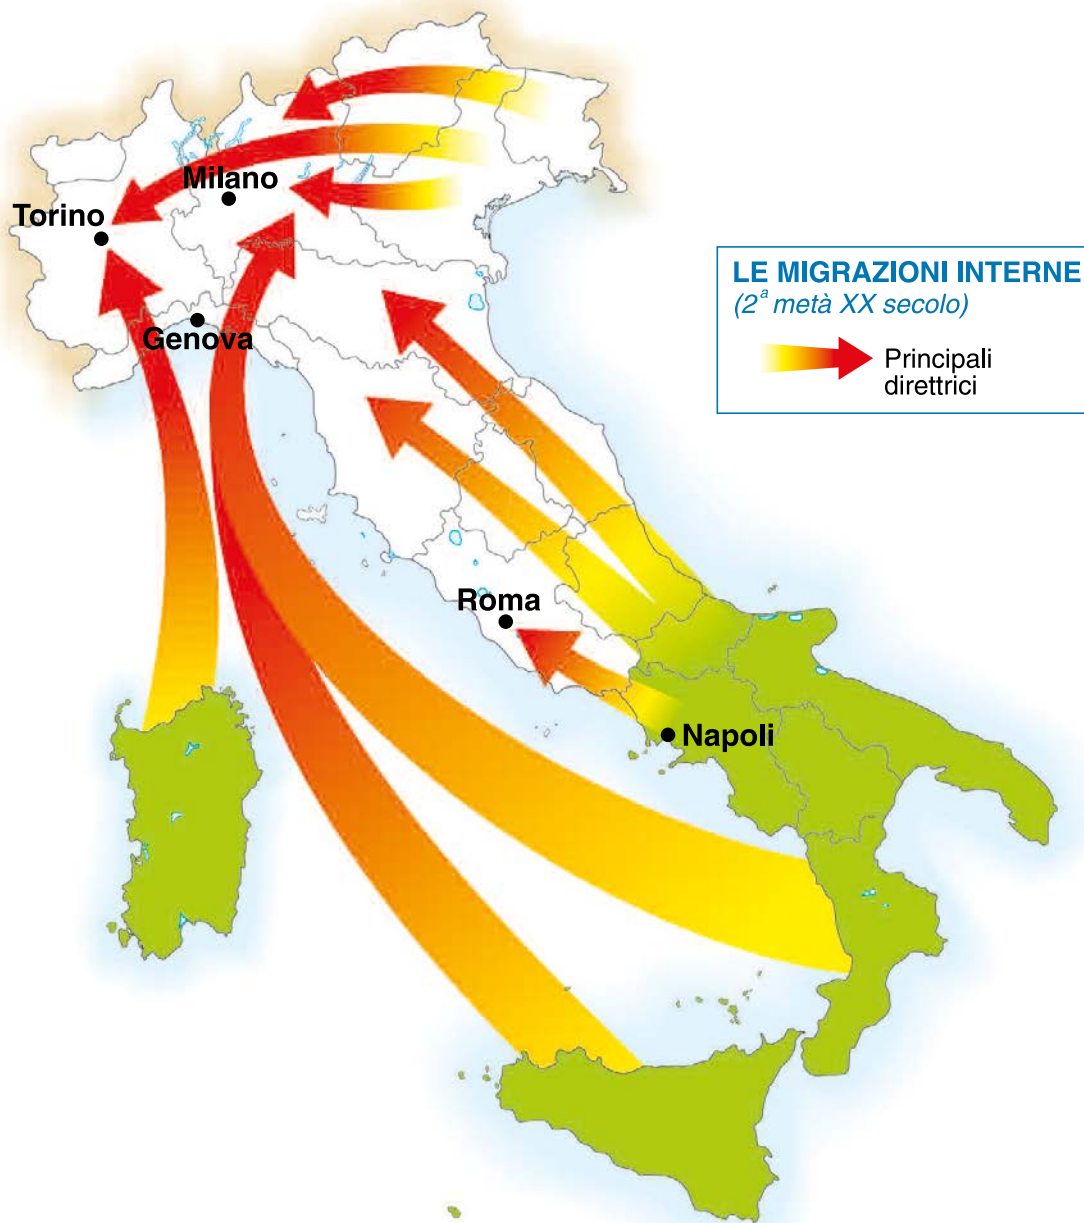 Milano
Torino
Genova
LE MIGRAZIONI INTERNE
(2ª metà XX secolo)
Principali
direttrici
Roma
Napoli